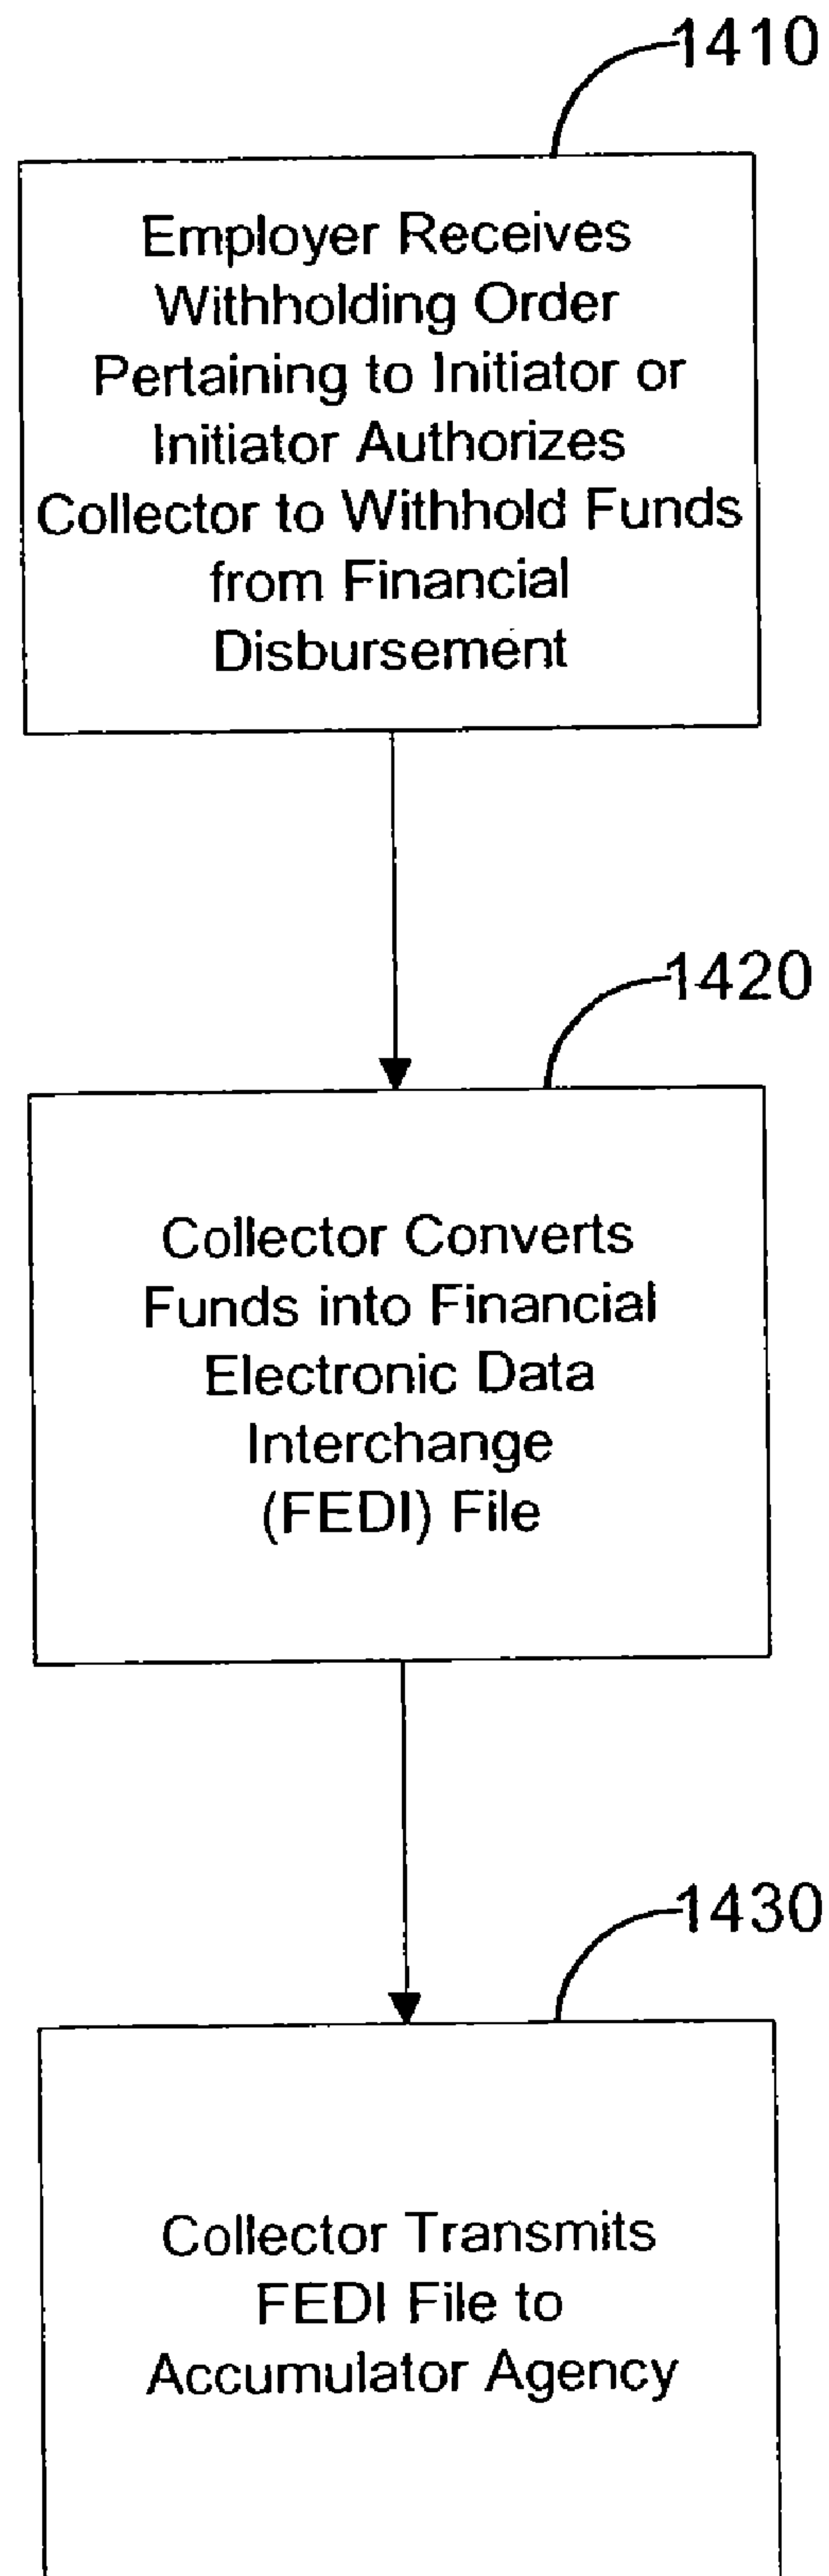 1410
Employer Receives
Withholding Order
Pertaining to Initiator or
Initiator Authorizes
Collector to Withhold Funds
from Financial
Disbursement
1420
Collector Converts
Funds into Financial
Electronic Data
Interchange
(FEDI) File
1430
Collector Transmits
FEDI File to
Accumulator Agency